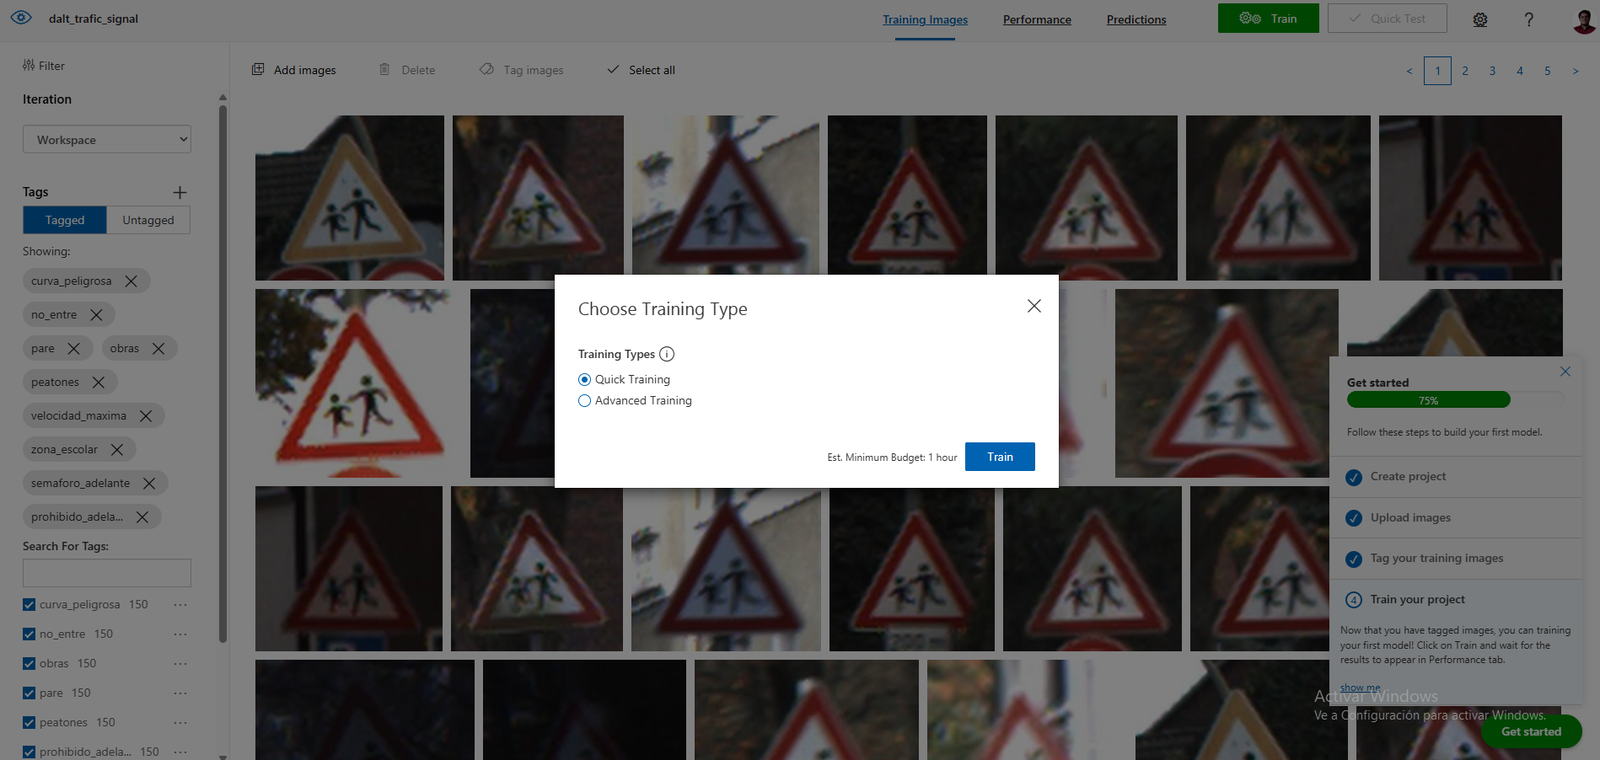 dalt_trafic_signal
Training Images
Performance
Predictions
Train
Quick Test
?
Filter
Add images
Delete
Tag images
Select all
< 1 2 3 4 5 >
Iteration
Workspace
Tags
Tagged
Untagged
Showing:
curva_peligrosa
no_entre
pare
obras
peatones
velocidad_maxima
zona_escolar
semaforo_adelante
prohibido_adela...
Search For Tags:
curva_peligrosa 150 ...
no_entre 150 ...
obras 150 ...
pare 150 ...
peatones 150 ...
prohibido_adela... 150 ...
Choose Training Type
Training Types
Quick Training
Advanced Training
Est. Minimum Budget: 1 hour
Train
Get started
75%
Follow these steps to build your first model.
Create project
Upload images
Tag your training images
4 Train your project
Now that you have tagged images, you can training
your first model! Click on Train and wait for the
results to appear in Performance tab.
show me
Activar Windows
Ve a Configuración para activar Windows.
Get started